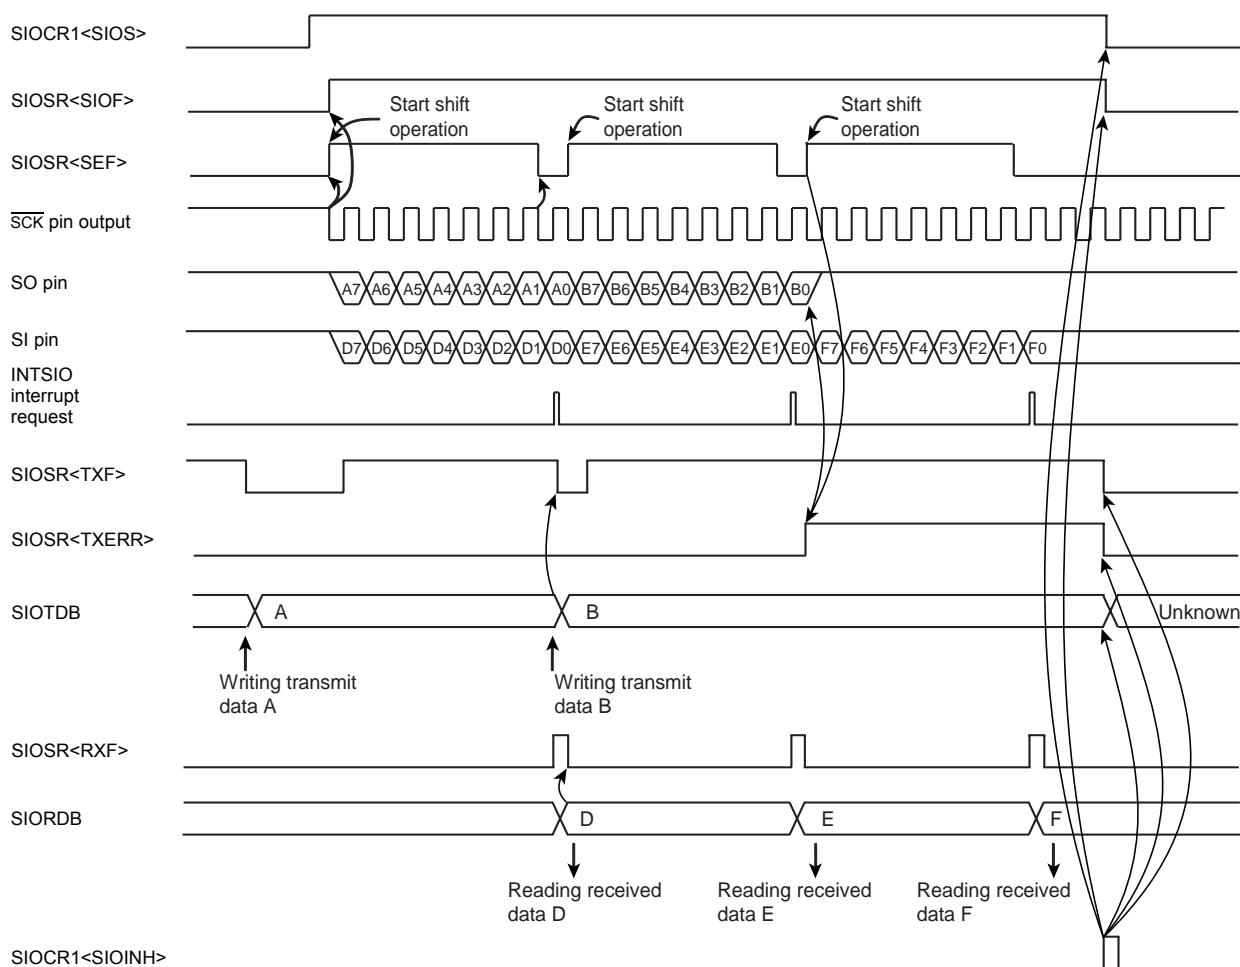 SIOCR1<SIOS>
SIOSR<SIOF>
Start shift
operation
Start shift
operation
Start shift
operation
SIOSR<SEF>
SCK pin output
SO pin
A7 A6 A5 A4 A3 A2 A1 A0 B7 B6 B5 B4 B3 B2 B1 B0
SI pin
D7 D6 D5 D4 D3 D2 D1 D0 E7 E6 E5 E4 E3 E2 E1 E0 F7 F6 F5 F4 F3 F2 F1 F0
INTSIO
interrupt
request
SIOSR<TXF>
SIOSR<TXERR>
SIOTDB
A
B
Unknown
Writing transmit
data A
Writing transmit
data B
SIOSR<RXF>
SIORDB
D
E
F
Reading received
data D
Reading received
data E
Reading received
data F
SIOCR1<SIOINH>